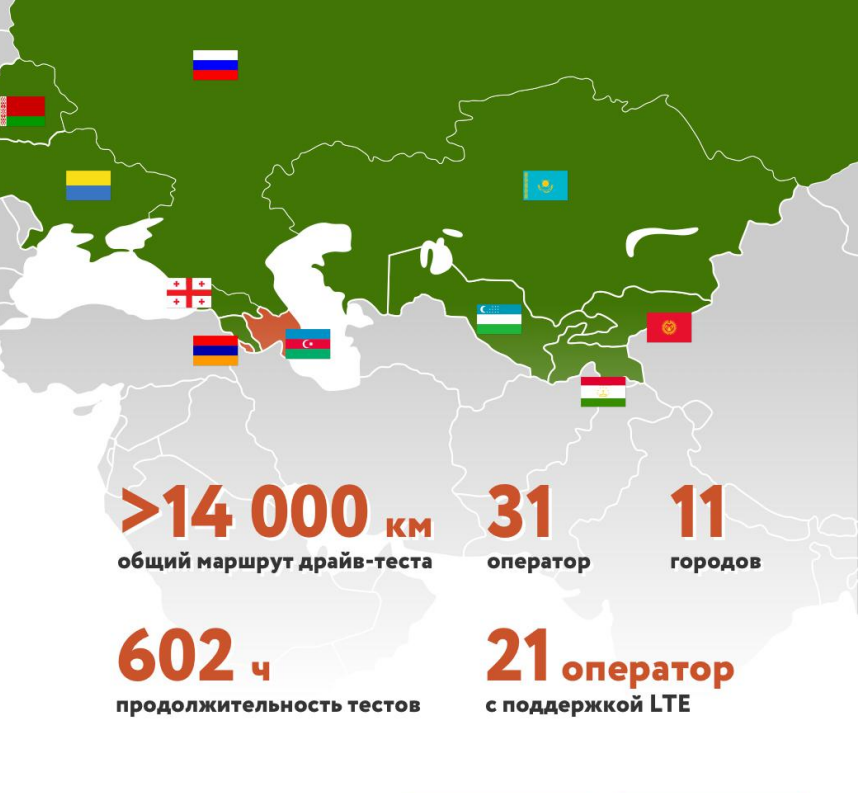 >14 000 км
общий маршрут драйв-теста
31
оператор
11
городов
602 ч
продолжительность тестов
21 оператор
с поддержкой LTE